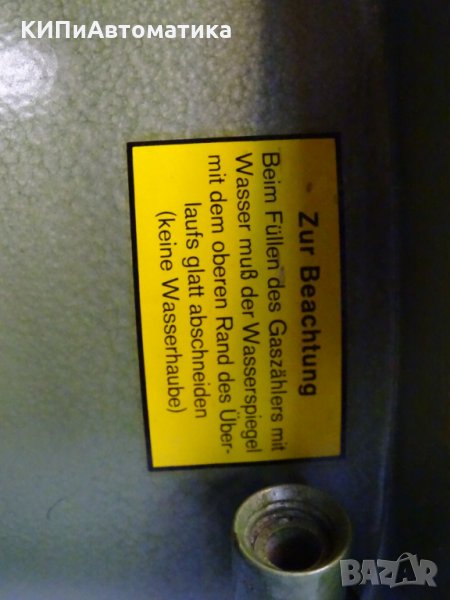 КИПиАвтоматика
Zur Beachtung
Beim Füllen des Gaszählers mit
Wasser muß der Wasserspiegel
mit dem oberen Rand des Über-
laufs glatt abschneiden
(keine Wasserhaube)
BAZAR